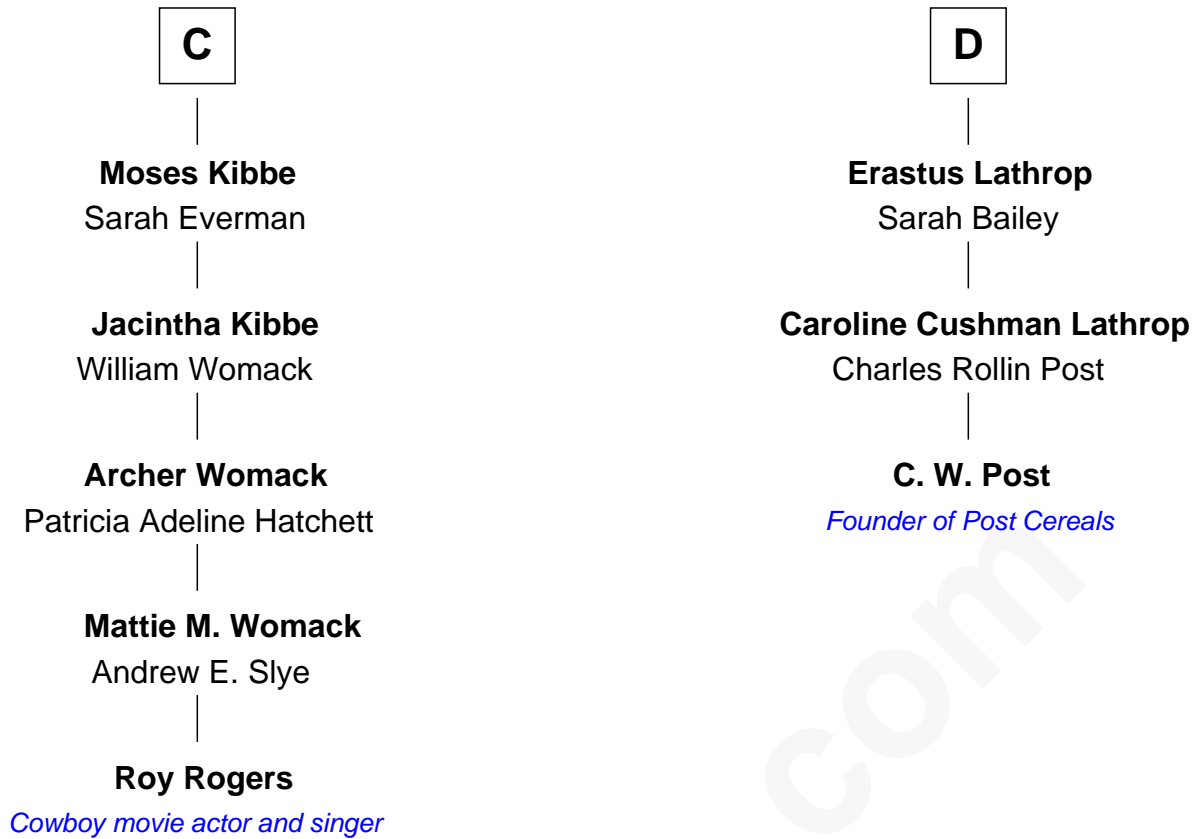 C
Moses Kibbe
Sarah Everman
Jacintha Kibbe
William Womack
Archer Womack
Patricia Adeline Hatchett
Mattie M. Womack
Andrew E. Slye
Roy Rogers
Cowboy movie actor and singer
D
Erastus Lathrop
Sarah Bailey
Caroline Cushman Lathrop
Charles Rollin Post
C. W. Post
Founder of Post Cereals
com